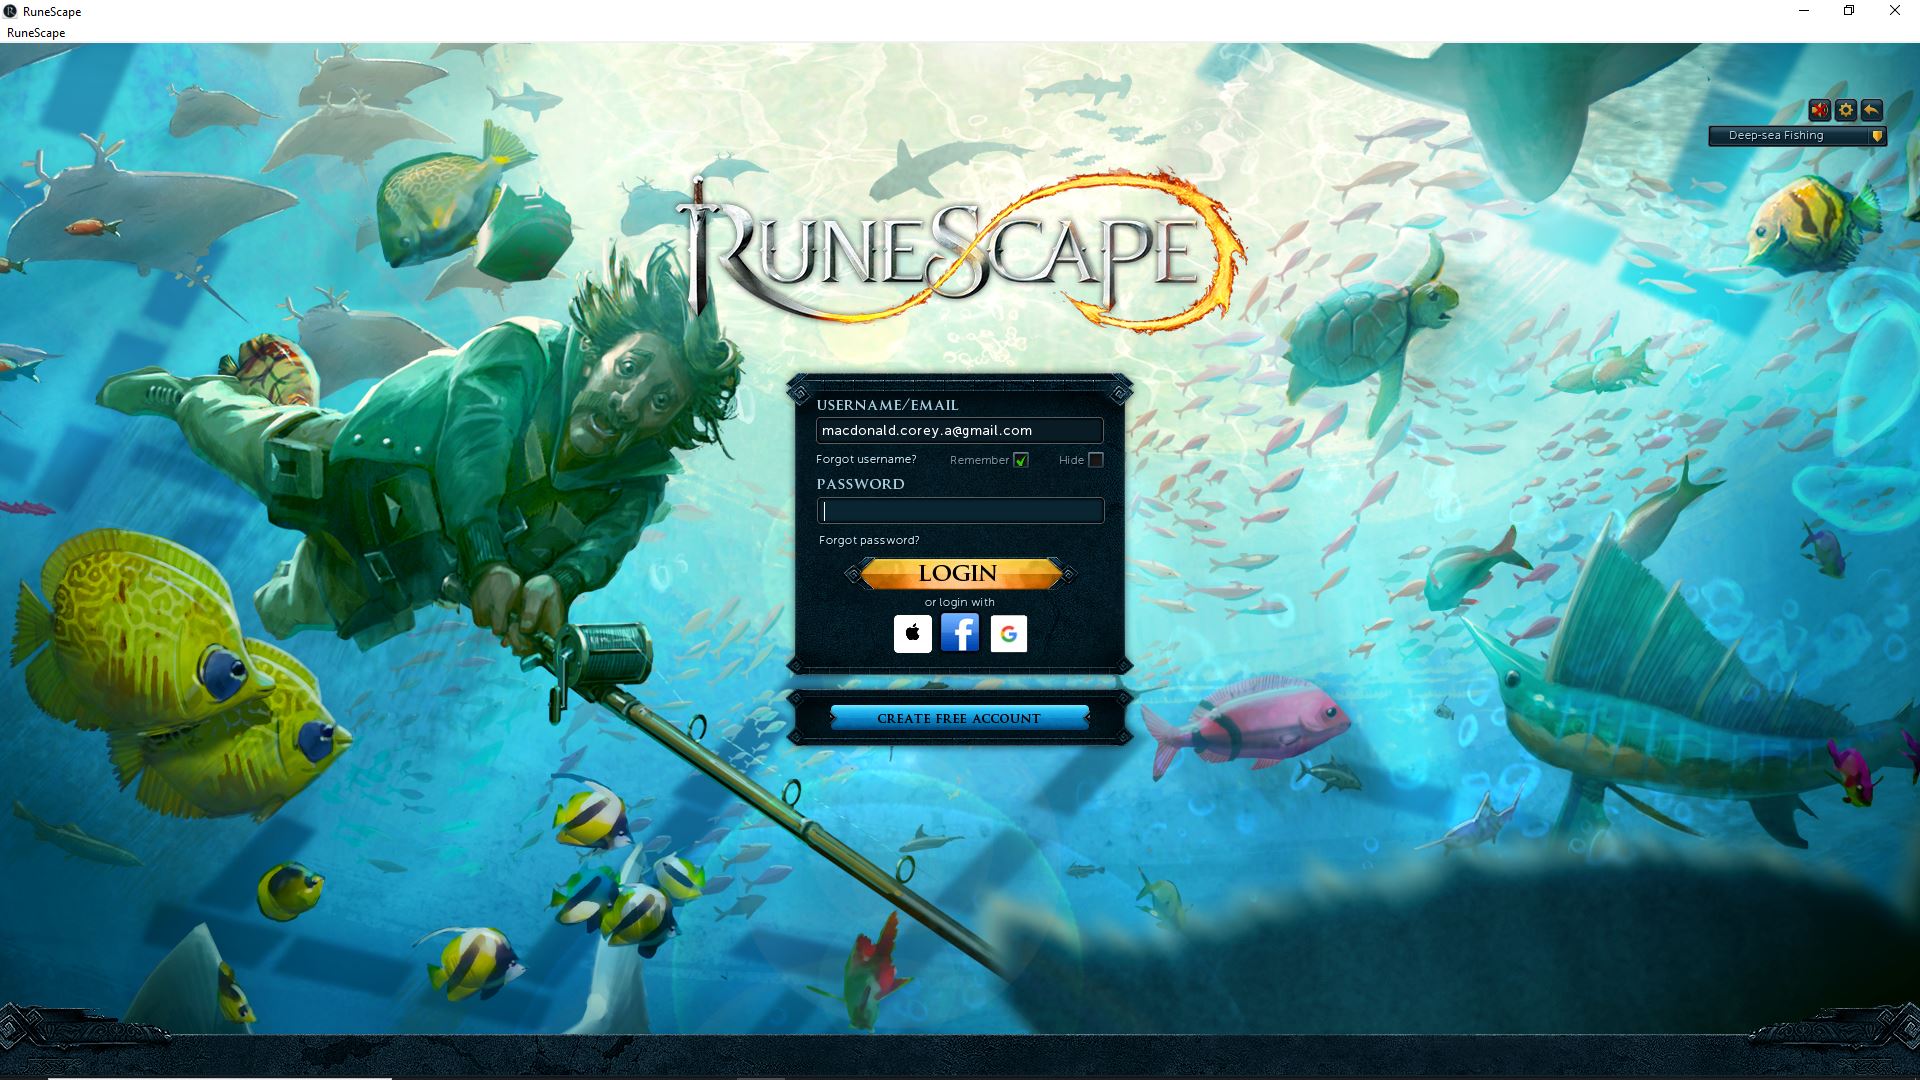 RuneScape
RuneScape
Deep-sea Fishing
RUNESCAPE
USERNAME/EMAIL
macdonald.corey.a@gmail.com
Forgot username? Remember Hide
PASSWORD
Forgot password?
LOGIN
or login with
CREATE FREE ACCOUNT